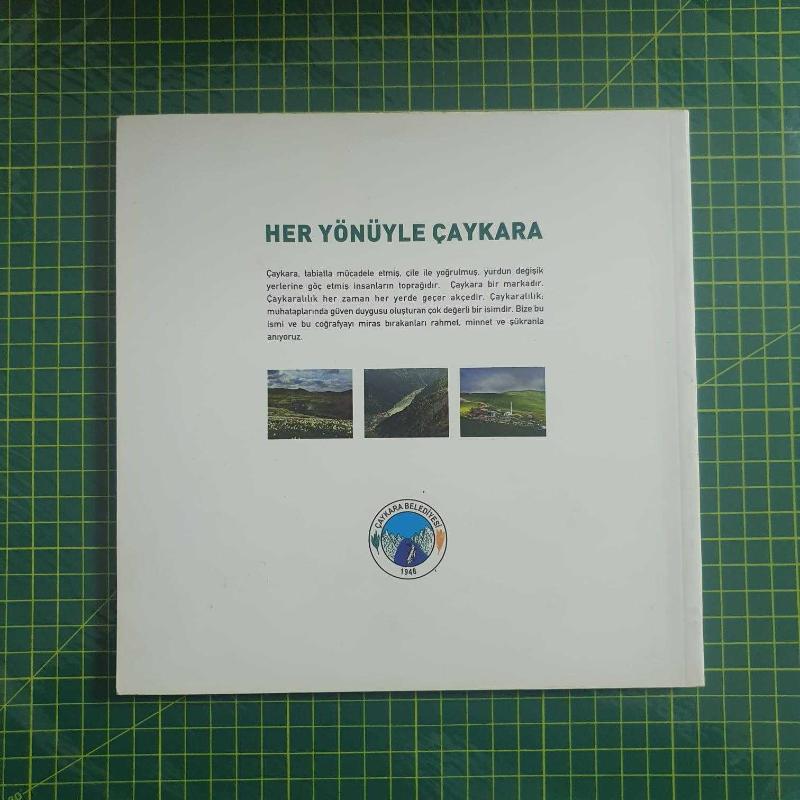 HER YÖNÜYLE ÇAYKARA
Çaykara, tabiatla mücadele etmiş, çile ile yoğrulmuş, yurdun değişik
yerlerine göç etmiş insanların toprağıdır. Çaykara bir markadır.
Çaykaralılık her zaman her yerde geçer akçedir. Çaykaralılık;
muhataplarında güven duygusu oluşturan çok değerli bir isimdir. Bize bu
ismi ve bu coğrafyayı miras bırakanları rahmet, minnet ve şükranla
anıyoruz.
ÇAYKARA BELEDİYESİ
1946